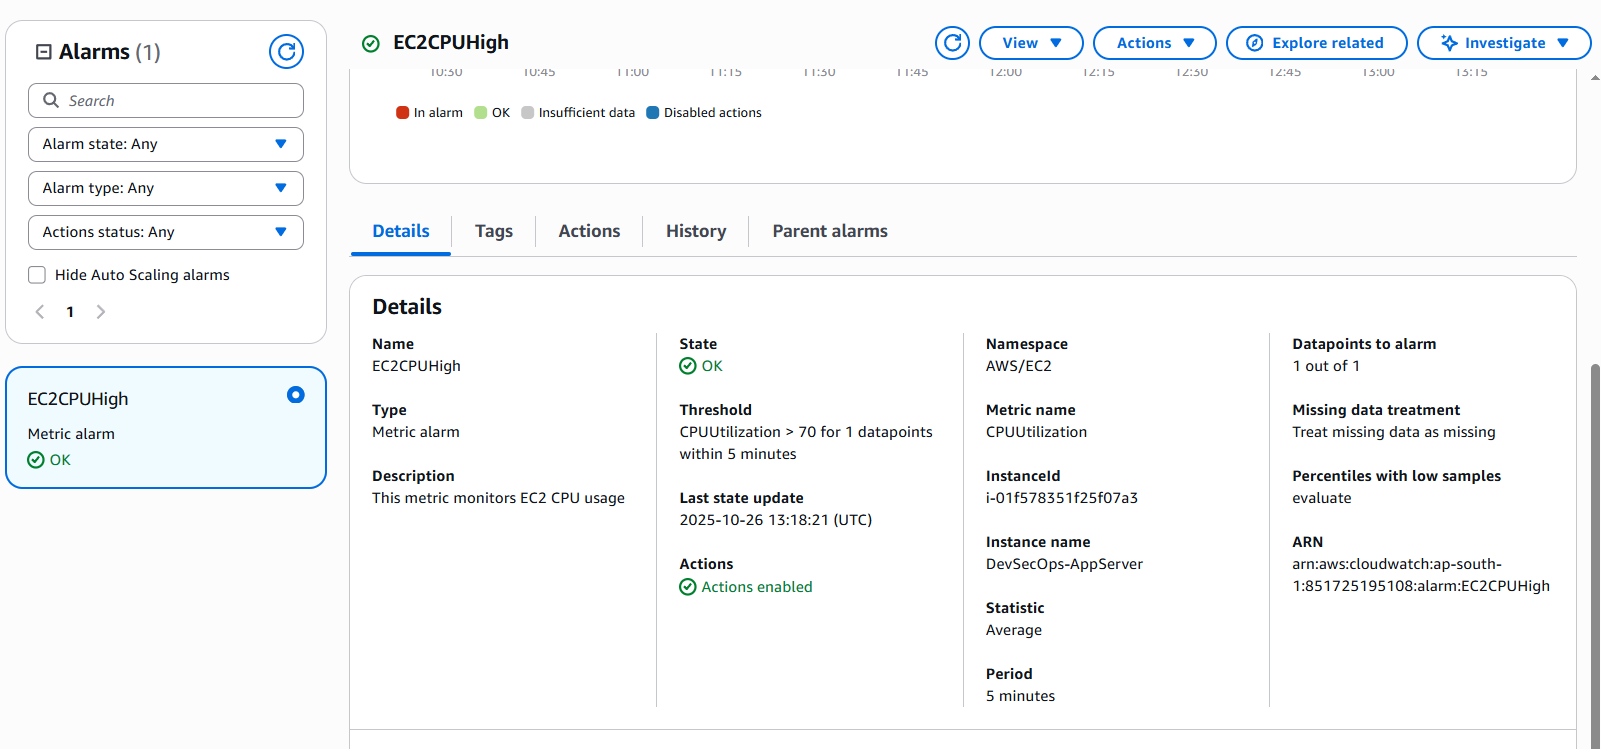 Alarms (1)
Search
Alarm state: Any
Alarm type: Any
Actions status: Any
Hide Auto Scaling alarms
1
EC2CPUHigh
Metric alarm
OK
EC2CPUHigh
View
Actions
Explore related
Investigate
10:30 10:45 11:00 11:15 11:30 11:45 12:00 12:15 12:30 12:45 13:00 13:15
In alarm OK Insufficient data Disabled actions
Details Tags Actions History Parent alarms
Details
Name
EC2CPUHigh
Type
Metric alarm
Description
This metric monitors EC2 CPU usage
State
OK
Threshold
CPUUtilization > 70 for 1 datapoints
within 5 minutes
Last state update
2025-10-26 13:18:21 (UTC)
Actions
Actions enabled
Namespace
AWS/EC2
Metric name
CPUUtilization
InstanceId
i-01f578351f25f07a3
Instance name
DevSecOps-AppServer
Statistic
Average
Period
5 minutes
Datapoints to alarm
1 out of 1
Missing data treatment
Treat missing data as missing
Percentiles with low samples
evaluate
ARN
arn:aws:cloudwatch:ap-south-
1:851725195108:alarm:EC2CPUHigh